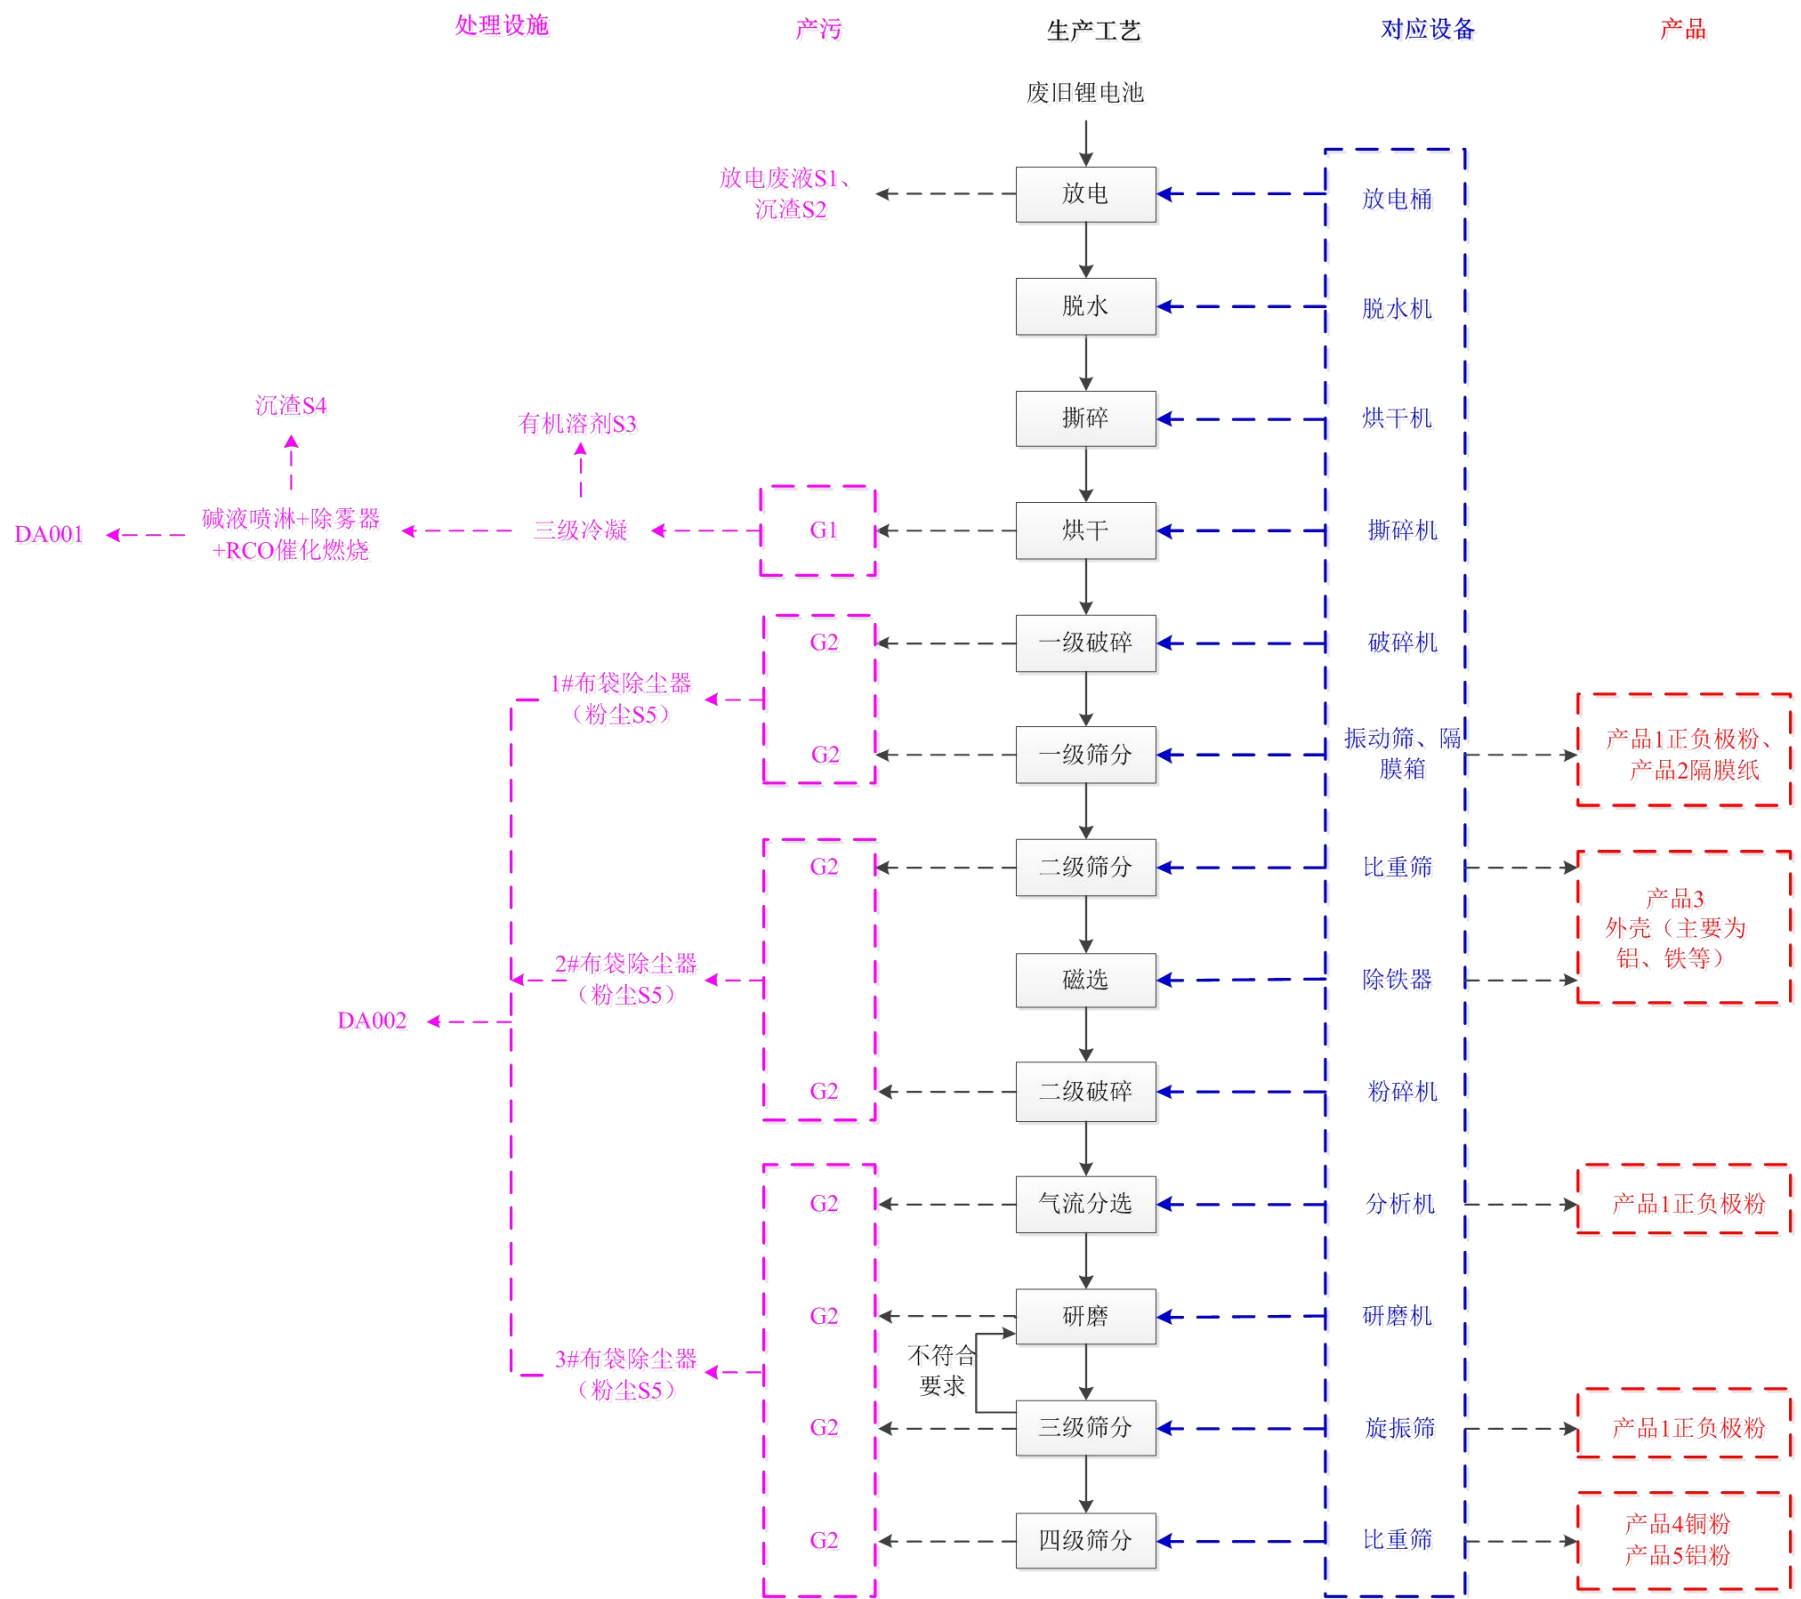 处理设施
产污
生产工艺
对应设备
产品
废旧锂电池
放电废液S1、
沉渣S2
放电
放电桶
脱水
脱水机
沉渣S4
有机溶剂S3
撕碎
烘干机
DA001
碱液喷淋+除雾器
+RCO催化燃烧
三级冷凝
G1
烘干
撕碎机
G2
一级破碎
破碎机
1#布袋除尘器
（粉尘S5）
G2
一级筛分
振动筛、隔
膜箱
产品1正负极粉、
产品2隔膜纸
G2
二级筛分
比重筛
产品3
外壳（主要为
铝、铁等）
2#布袋除尘器
（粉尘S5）
磁选
除铁器
DA002
G2
二级破碎
粉碎机
G2
气流分选
分析机
产品1正负极粉
G2
研磨
研磨机
不符合
要求
3#布袋除尘器
（粉尘S5）
G2
三级筛分
旋振筛
产品1正负极粉
G2
四级筛分
比重筛
产品4铜粉
产品5铝粉